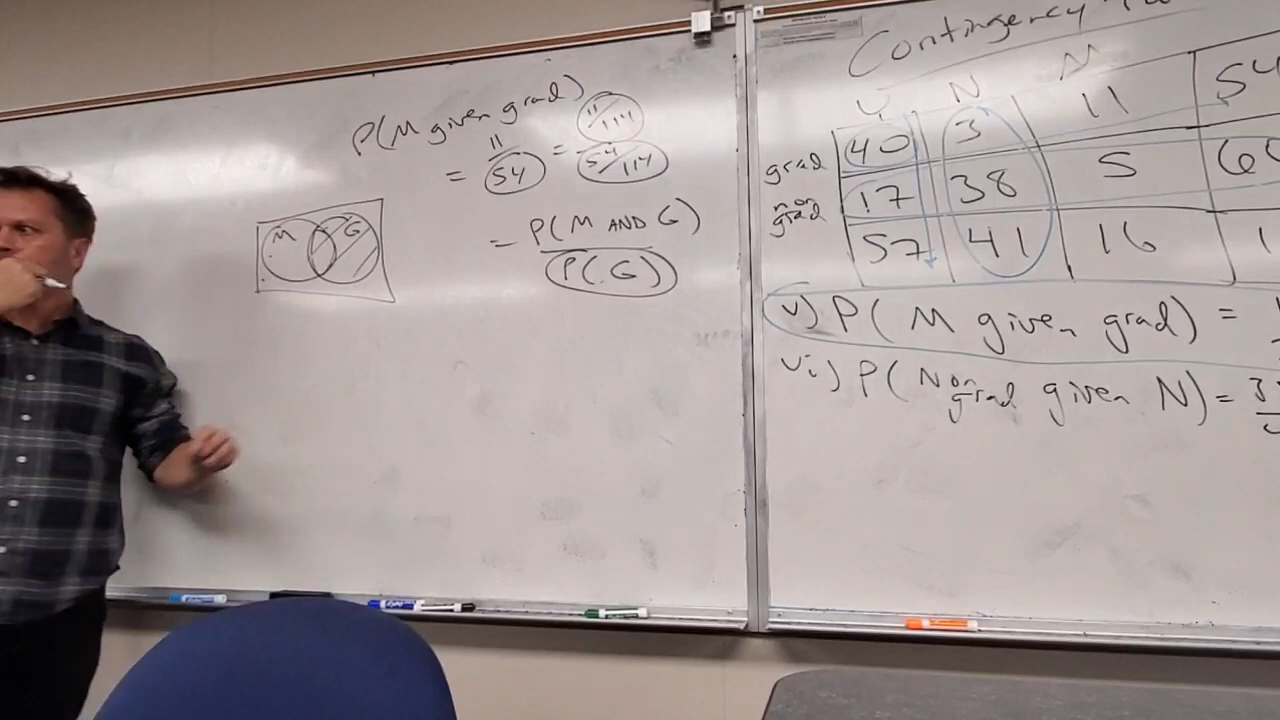 P(M given grad)
= 11/54 = (11/114)/(54/114)
= P(M AND G)/P(G)
M G
Contingency
Y N M
grad 40 3 11 54
non grad 17 38 5
57 41 16
v) P(M given grad) =
vi) P(Non grad given N) =